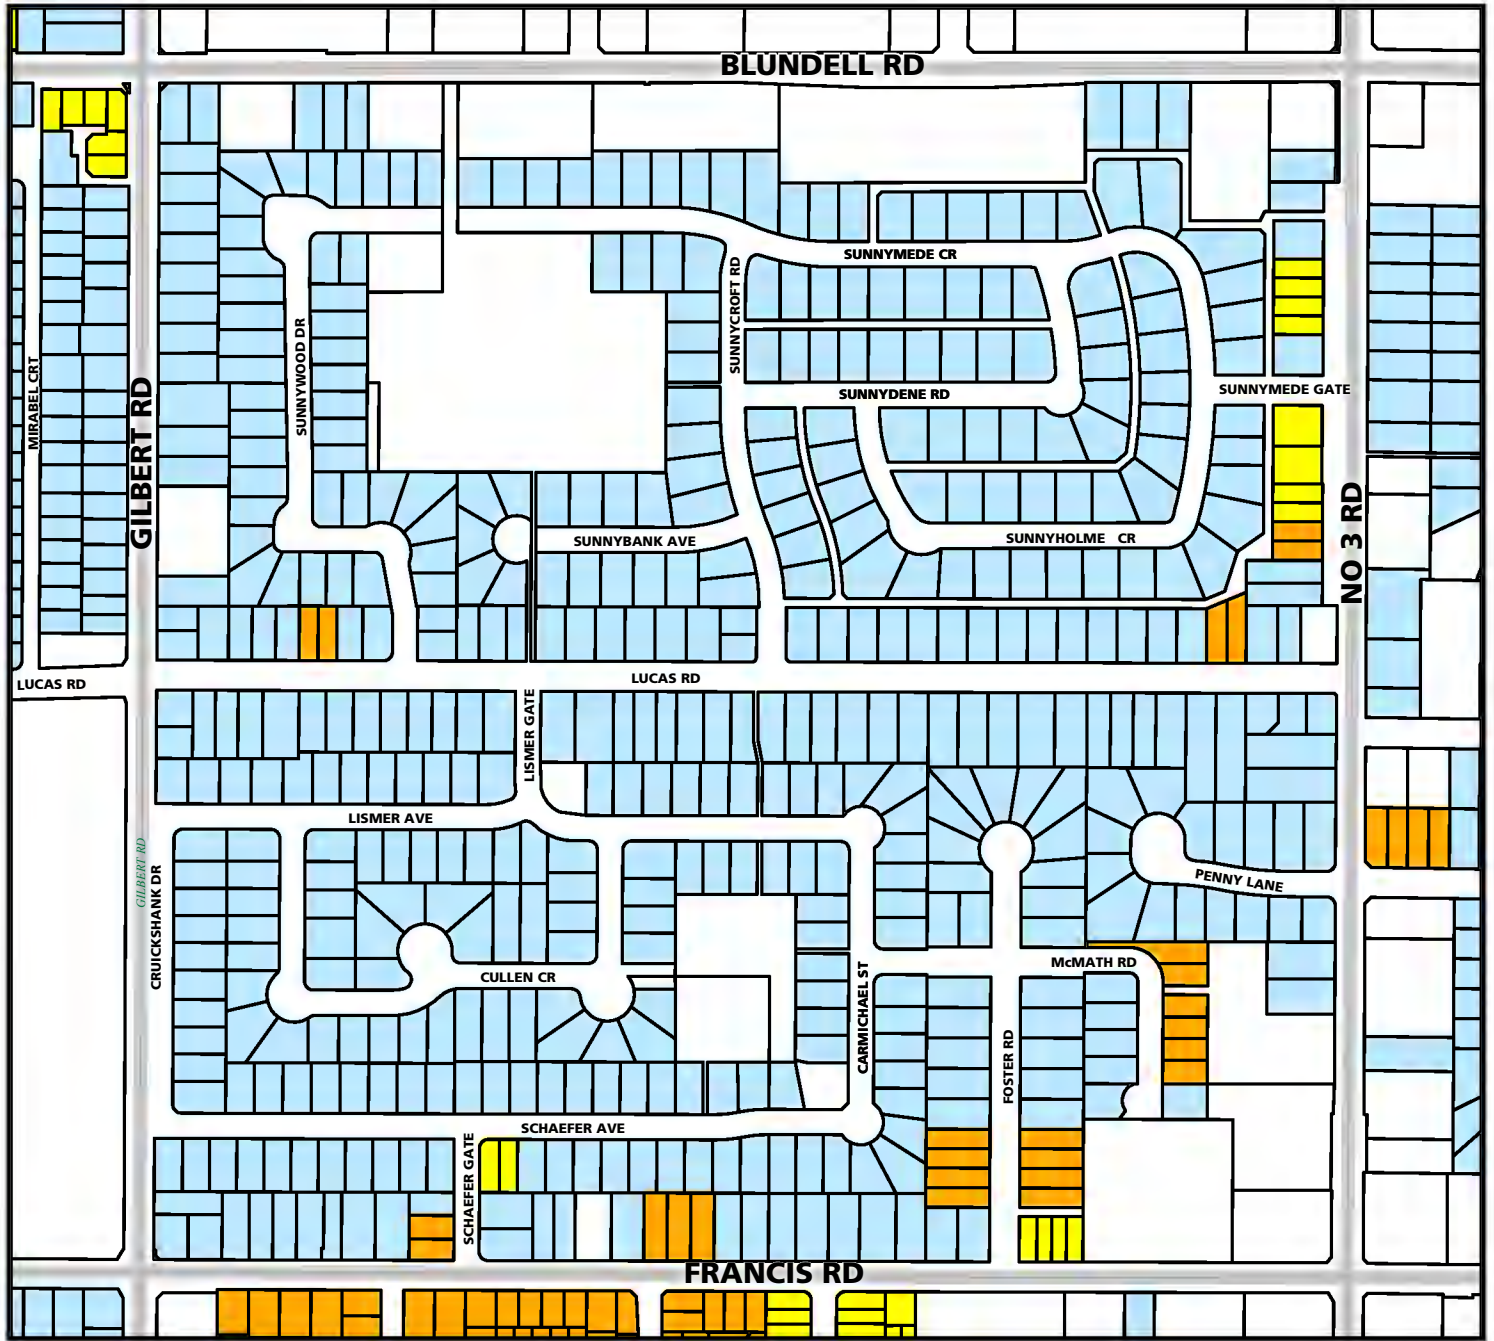 BLUNDELL RD
SUNNYMEDE CR
SUNNYCROFT RD
SUNNYWOOD DR
MIRABEL CRT
GILBERT RD
SUNNYDENE RD
SUNNYMEDE GATE
NO 3 RD
SUNNYBANK AVE
SUNNYHOLME CR
LUCAS RD
LUCAS RD
LISMER GATE
LISMER AVE
GILBERT RD
CRUICKSHANK DR
PENNY LANE
McMATH RD
CULLEN CR
CARMICHAEL ST
FOSTER RD
SCHAEFER AVE
SCHAEFER GATE
FRANCIS RD